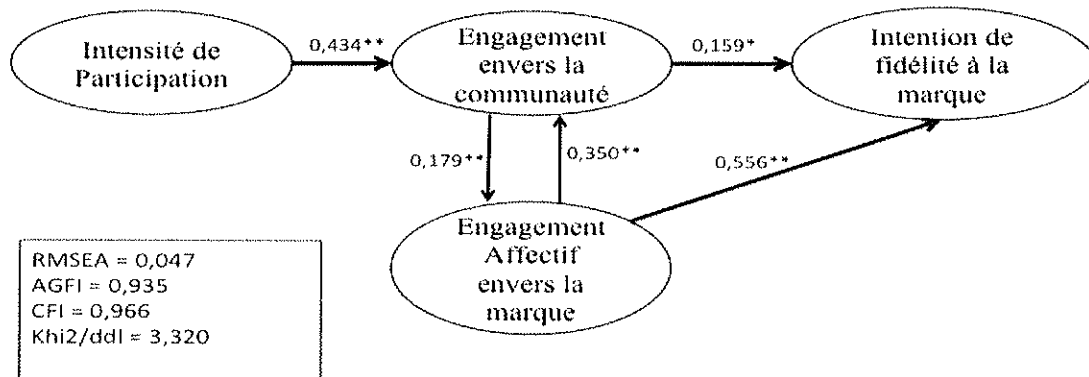 Intensité de
Participation
0,434**
Engagement
envers la
communauté
0,159*
Intention de
fidélité à la
marque
0,179**
0,350**
0,556**
Engagement
Affectif
envers la
marque
RMSEA = 0,047
AGFI = 0,935
CFI = 0,966
Khi2/ddl = 3,320